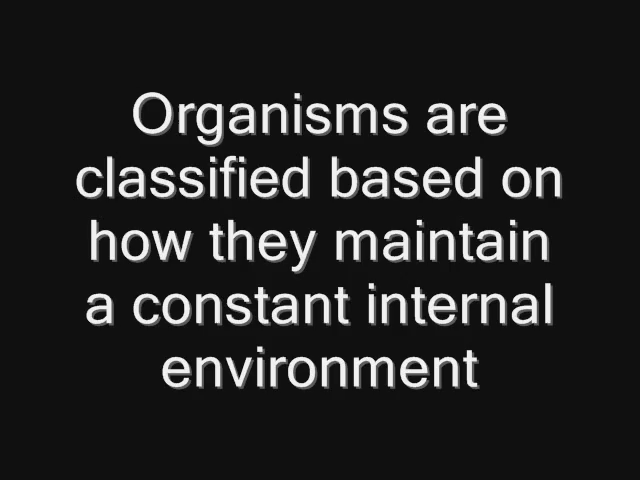 Organisms are
classified based on
how they maintain
a constant internal
environment